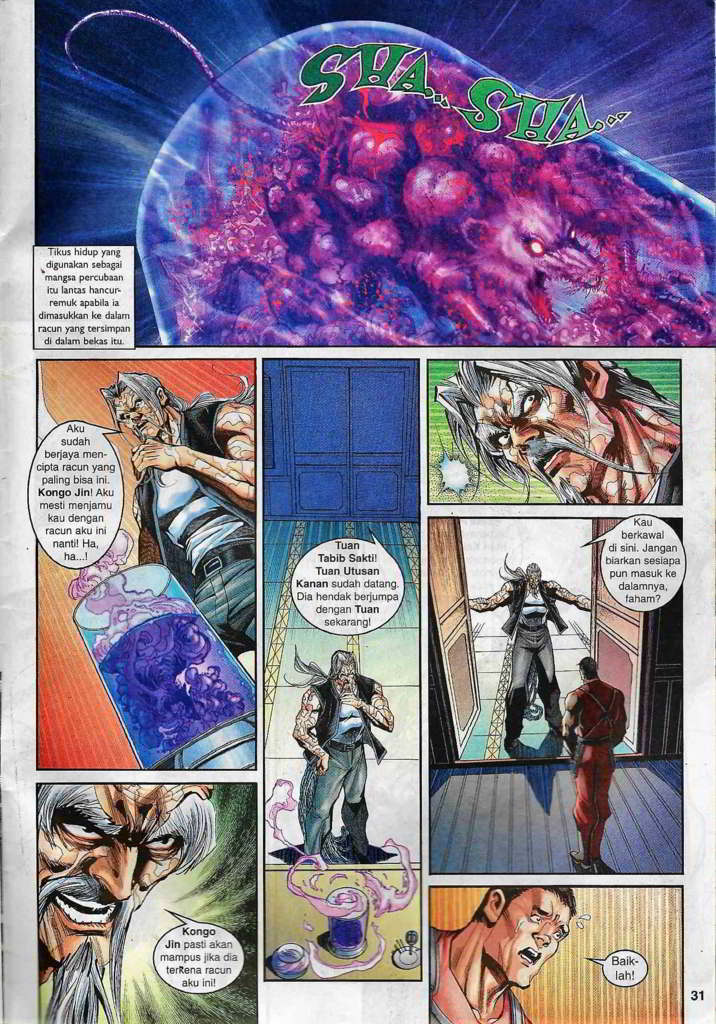 SHA... SHA...
Tikus hidup yang
digunakan sebagai
mangsa percubaan
itu lantas hancur-
remuk apabila ia
dimasukkan ke dalam
racun yang tersimpan
di dalam bekas itu.
Aku
sudah
berjaya men-
cipta racun yang
paling bisa ini.
Kongo Jin! Aku
mesti menjamu
kau dengan
racun aku ini
nanti! Ha,
ha...!
Kongo
Jin pasti akan
mampus jika dia
terkena racun
aku ini!
Tuan
Tabib Sakti!
Tuan Utusan
Kanan sudah datang.
Dia hendak berjumpa
dengan Tuan
sekarang!
Kau
berkawal
di sini. Jangan
biarkan sesiapa
pun masuk ke
dalamnya,
faham?
Baik-
lah!
31